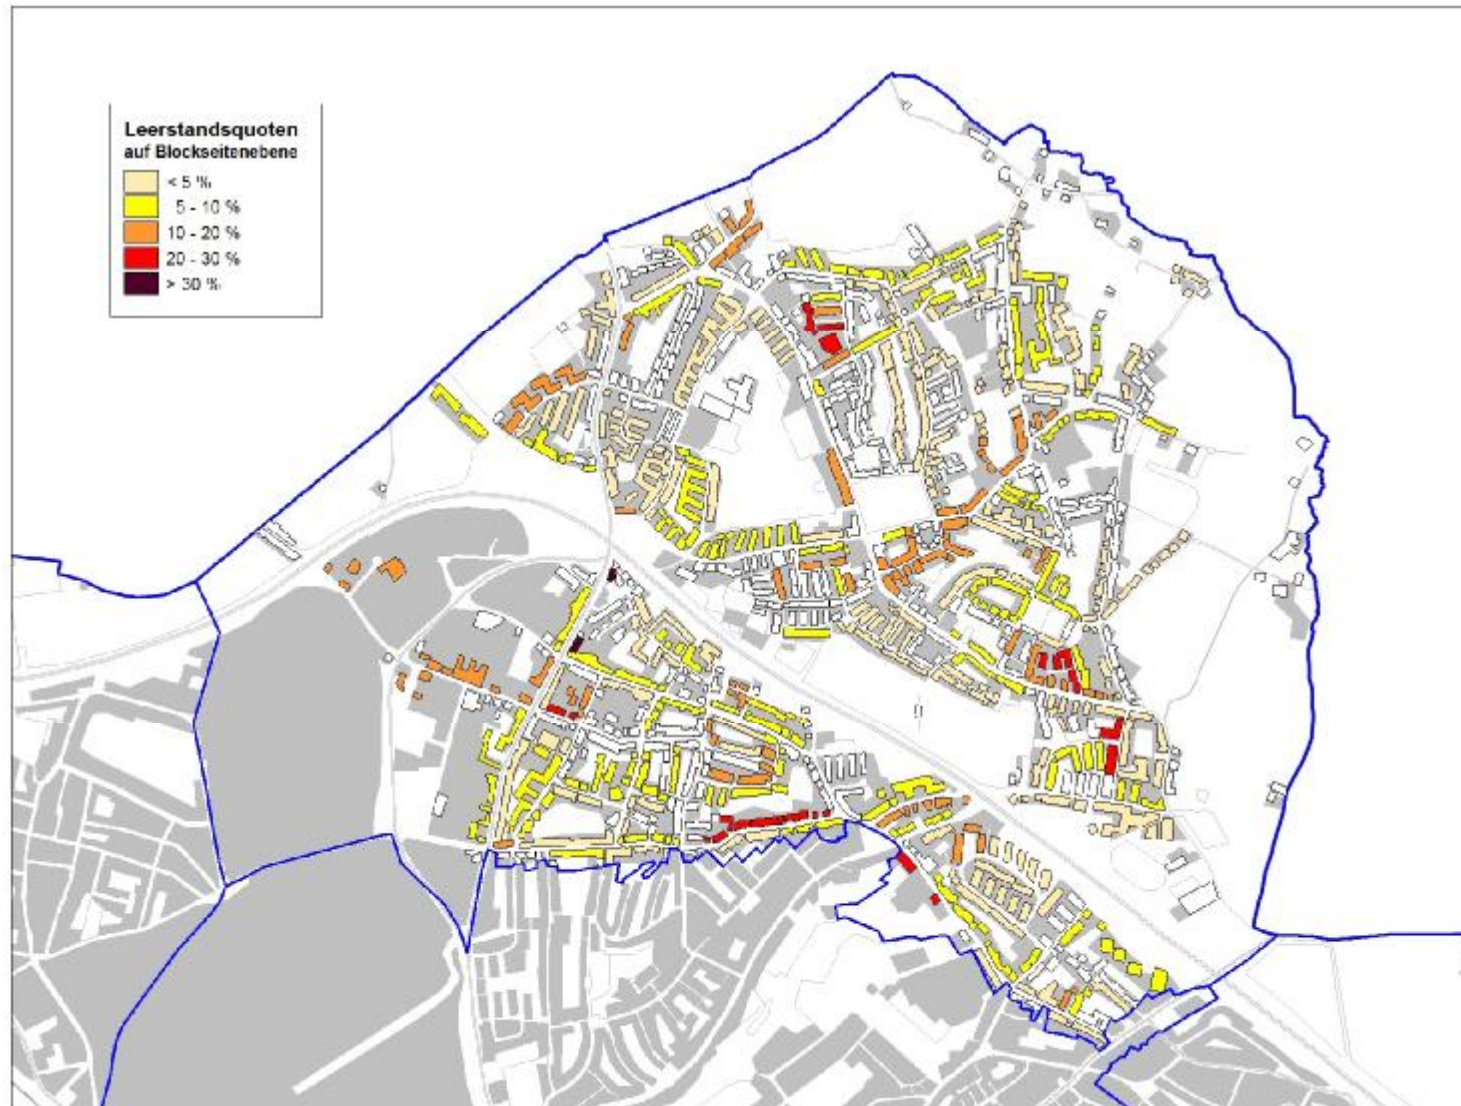 Leerstandsquoten
auf Blockseitenebene
< 5 %
5 - 10 %
10 - 20 %
20 - 30 %
> 30 %